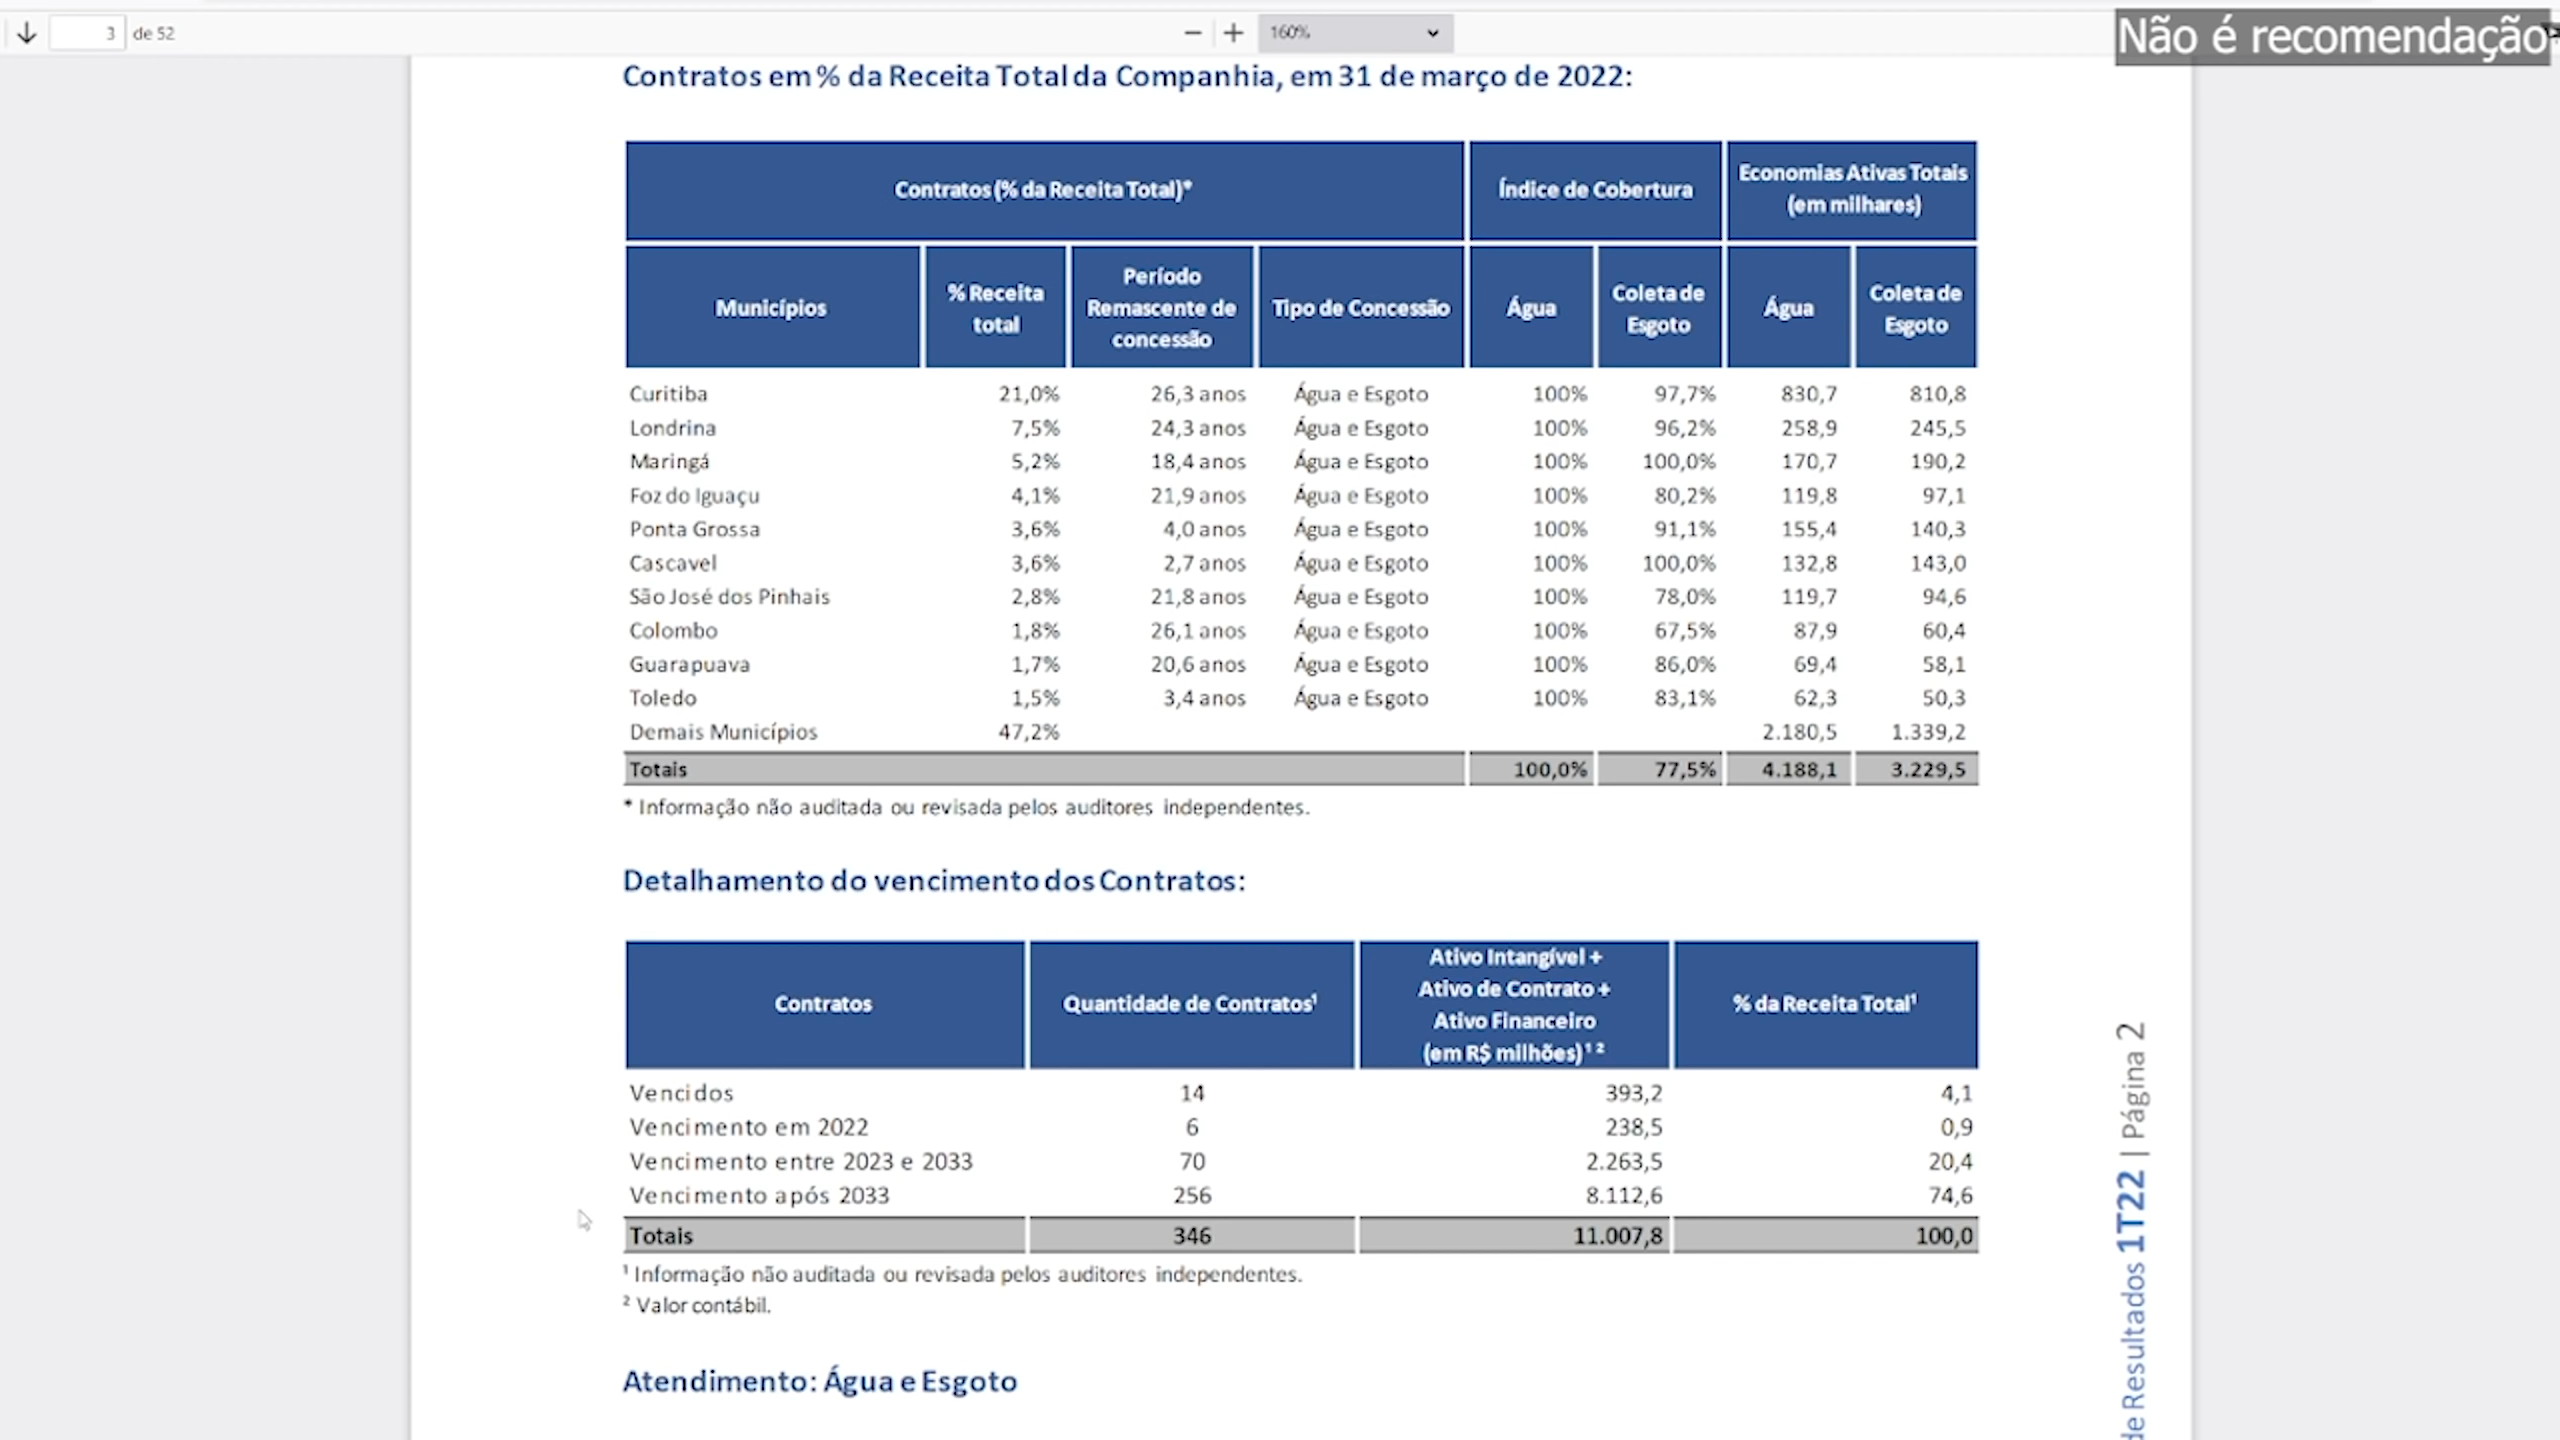 3 de 52
160%
Não é recomendação
Contratos em % da Receita Total da Companhia, em 31 de março de 2022:
Contratos (% da Receita Total)* Índice de Cobertura Economias Ativas Totais (em milhares)
Municípios % Receita total Período Remascente de concessão Tipo de Concessão Água Coleta de Esgoto Água Coleta de Esgoto
Curitiba 21,0% 26,3 anos Água e Esgoto 100% 97,7% 830,7 810,8
Londrina 7,5% 24,3 anos Água e Esgoto 100% 96,2% 258,9 245,5
Maringá 5,2% 18,4 anos Água e Esgoto 100% 100,0% 170,7 190,2
Foz do Iguaçu 4,1% 21,9 anos Água e Esgoto 100% 80,2% 119,8 97,1
Ponta Grossa 3,6% 4,0 anos Água e Esgoto 100% 91,1% 155,4 140,3
Cascavel 3,6% 2,7 anos Água e Esgoto 100% 100,0% 132,8 143,0
São José dos Pinhais 2,8% 21,8 anos Água e Esgoto 100% 78,0% 119,7 94,6
Colombo 1,8% 26,1 anos Água e Esgoto 100% 67,5% 87,9 60,4
Guarapuava 1,7% 20,6 anos Água e Esgoto 100% 86,0% 69,4 58,1
Toledo 1,5% 3,4 anos Água e Esgoto 100% 83,1% 62,3 50,3
Demais Municípios 47,2% 2.180,5 1.339,2
Totais 100,0% 77,5% 4.188,1 3.229,5
* Informação não auditada ou revisada pelos auditores independentes.
Detalhamento do vencimento dos Contratos:
Contratos Quantidade de Contratos¹ Ativo Intangível + Ativo de Contrato + Ativo Financeiro (em R$ milhões)¹ ² % da Receita Total¹
Vencidos 14 393,2 4,1
Vencimento em 2022 6 238,5 0,9
Vencimento entre 2023 e 2033 70 2.263,5 20,4
Vencimento após 2033 256 8.112,6 74,6
Totais 346 11.007,8 100,0
¹ Informação não auditada ou revisada pelos auditores independentes.
² Valor contábil.
Atendimento: Água e Esgoto
de Resultados 1T22 | Página 2